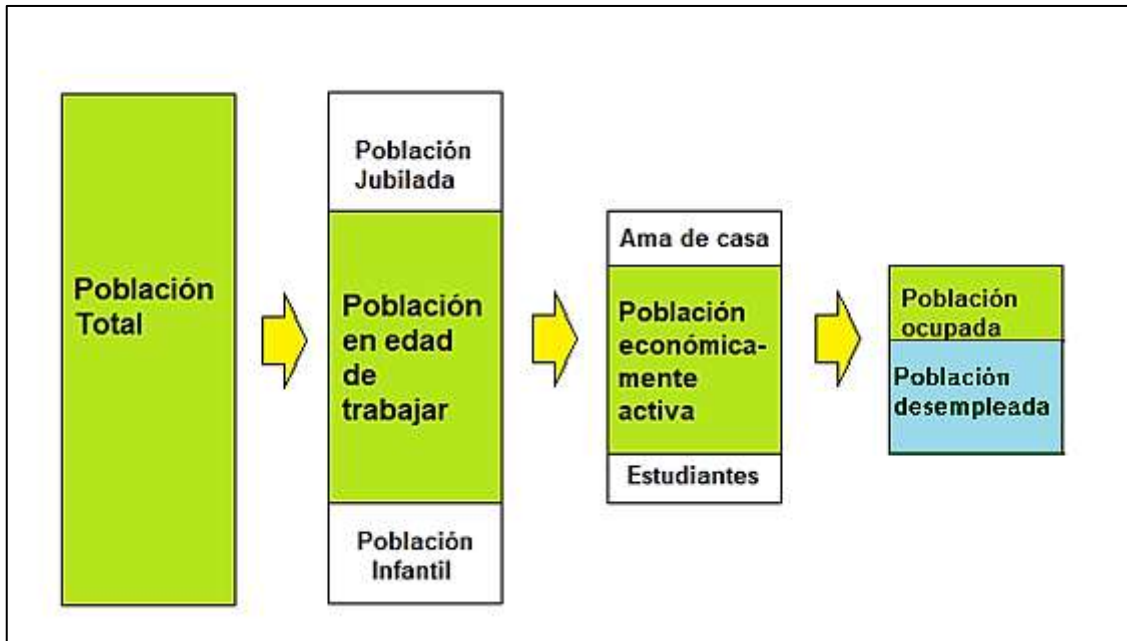 Población
Total
Población
Jubilada
Población
en edad
de
trabajar
Población
Infantil
Ama de casa
Población
económica-
mente
activa
Estudiantes
Población
ocupada
Población
desempleada